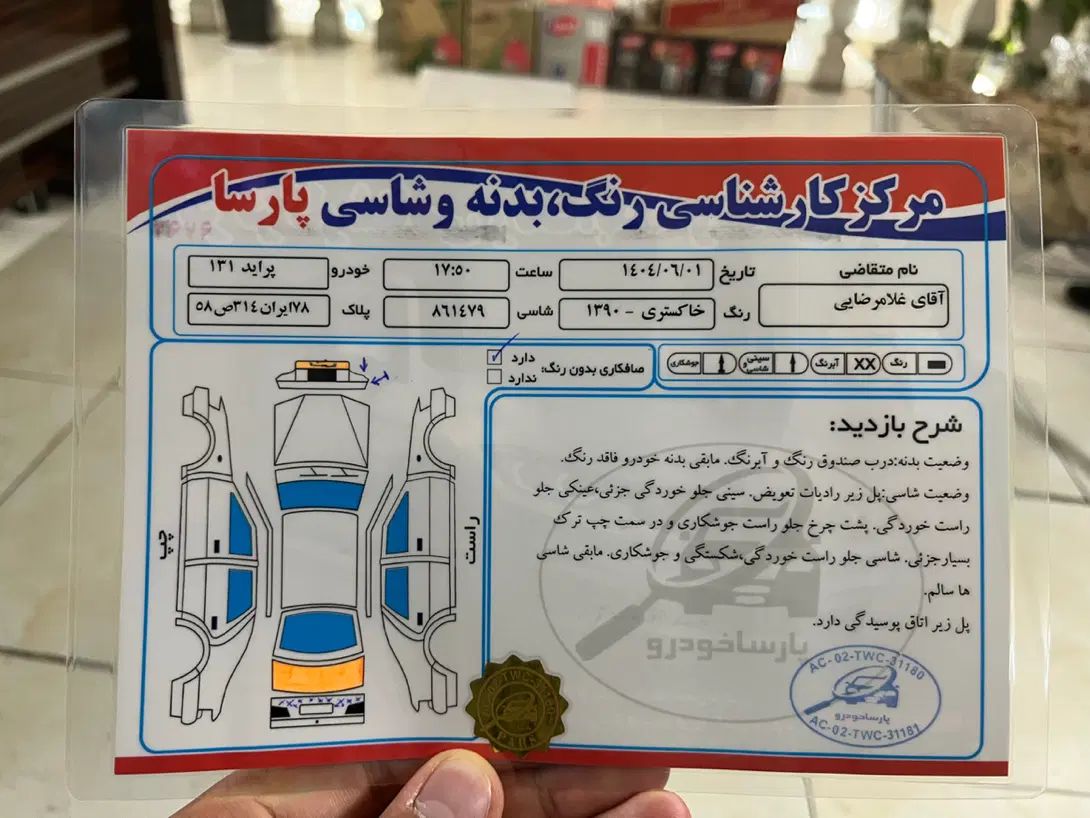 مرکز کارشناسی رنگ،بدنه وشاسی پارسا
نام متقاضی
آقای غلامرضایی
تاریخ ۱۴۰۴/۰۶/۰۱ ساعت ۱۷:۵۰ خودرو پراید ۱۳۱
رنگ خاکستری - ۱۳۹۰ شاسی ۸۶۱۴۷۹ پلاک ۷۸ایران۳۱۴ص۵۸
رنگ آبرنگ XX سینی و شاسی جوشکاری
صافکاری بدون رنگ: دارد
ندارد
راست
چپ
شرح بازدید:
وضعیت بدنه:درب صندوق رنگ و آبرنگ. مابقی بدنه خودرو فاقد رنگ.
وضعیت شاسی:پل زیر رادیات تعویض. سینی جلو خوردگی جزئی،عینکی جلو
راست خوردگی. پشت چرخ جلو راست جوشکاری و در سمت چپ ترک
بسیارجزئی. شاسی جلو راست خوردگی،شکستگی و جوشکاری. مابقی شاسی
ها سالم.
پل زیر اتاق پوسیدگی دارد.
پارساخودرو
AC-02-TWC-31180
پارساخودرو
AC-02-TWC-31181